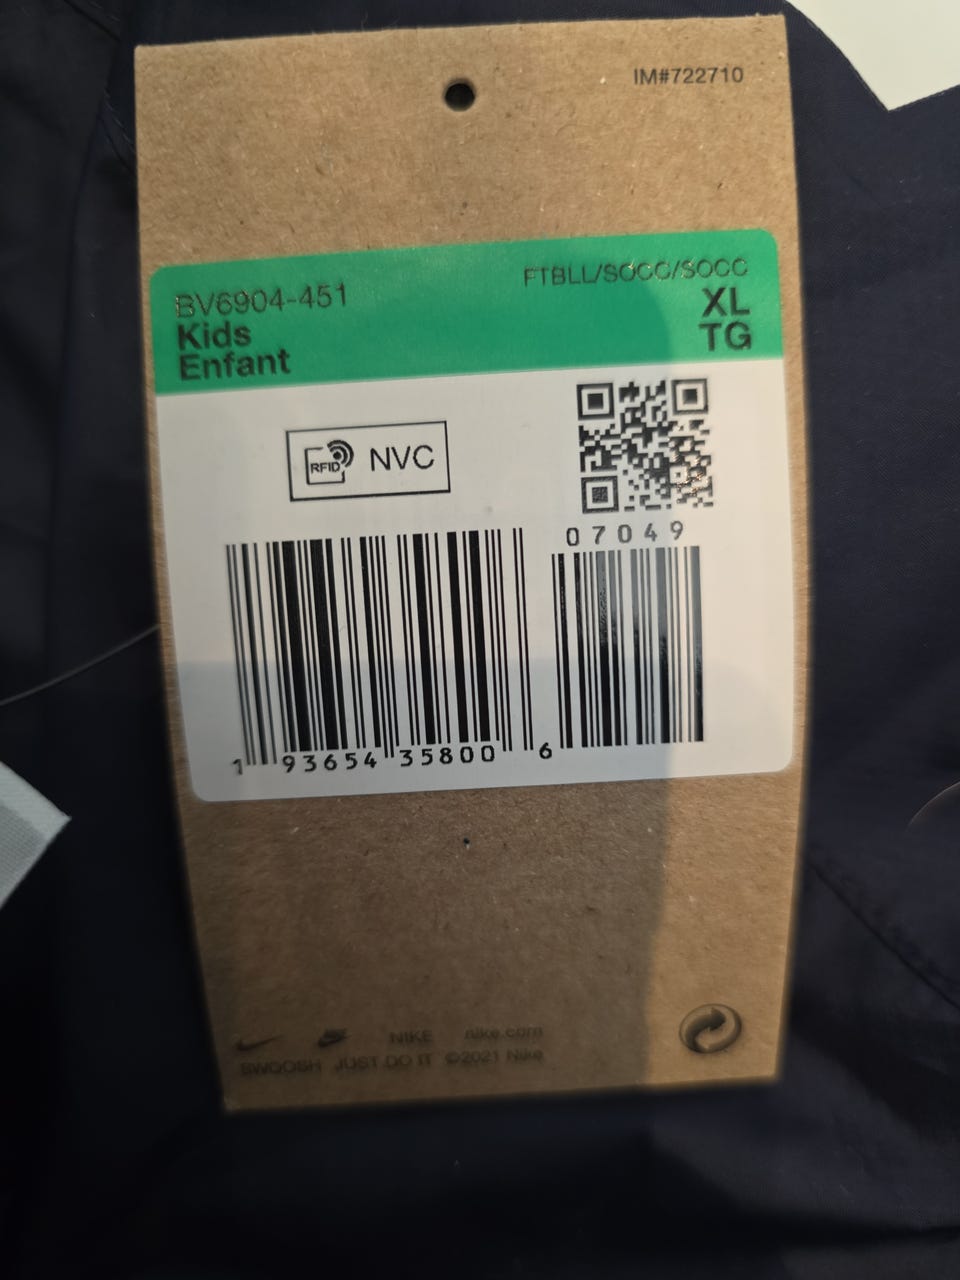 IM#722710
BV6904-451
FTBLL/SOCC/SOCC
Kids
XL
Enfant
TG
RFID NVC
07049
1 93654 35800 6
NIKE nike.com
SWOOSH JUST DO IT ©2021 Nike